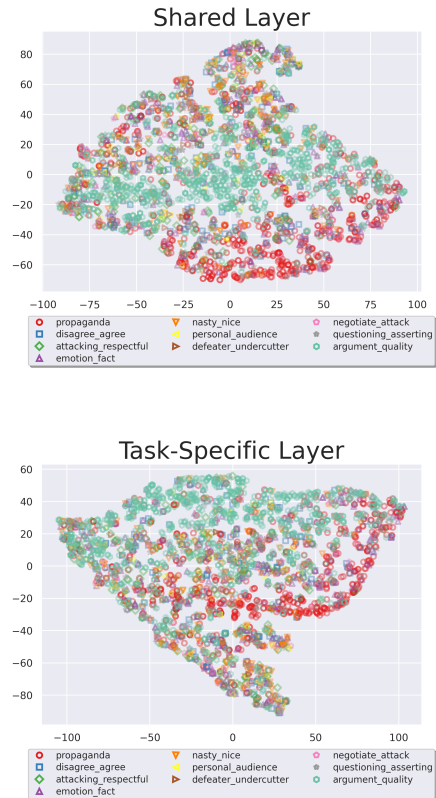 Shared Layer
80
60
40
20
0
−20
−40
−60
−100 −75 −50 −25 0 25 50 75 100
propaganda nasty_nice negotiate_attack
disagree_agree personal_audience questioning_asserting
attacking_respectful defeater_undercutter argument_quality
emotion_fact
Task-Specific Layer
60
40
20
0
−20
−40
−60
−80
−100 −50 0 50 100
propaganda nasty_nice negotiate_attack
disagree_agree personal_audience questioning_asserting
attacking_respectful defeater_undercutter argument_quality
emotion_fact